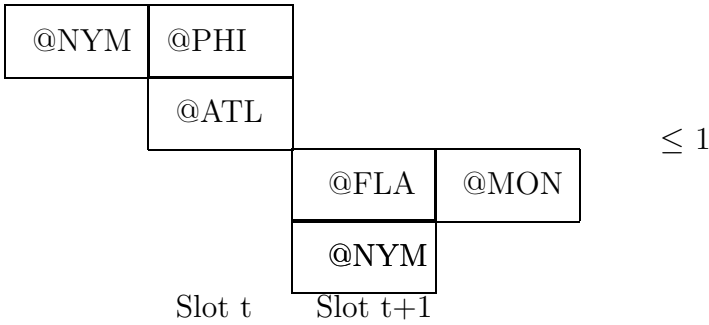 @NYM @PHI
@ATL
≤ 1
@FLA @MON
@NYM
Slot t Slot t+1